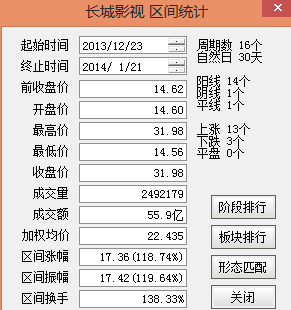 长城影视 区间统计
起始时间 2013/12/23 周期数 16个
自然日 30天
终止时间 2014/ 1/21
前收盘价 14.62 阳线 14个
阴线 1个
开盘价 14.60 平线 1个
最高价 31.98 上涨 13个
下跌 3个
最低价 14.56 平盘 0个
收盘价 31.98
成交量 2492179
成交额 55.9亿 阶段排行
加权均价 22.435 板块排行
区间涨幅 17.36(118.74%)
区间振幅 17.42(119.64%) 形态匹配
区间换手 138.33% 关闭